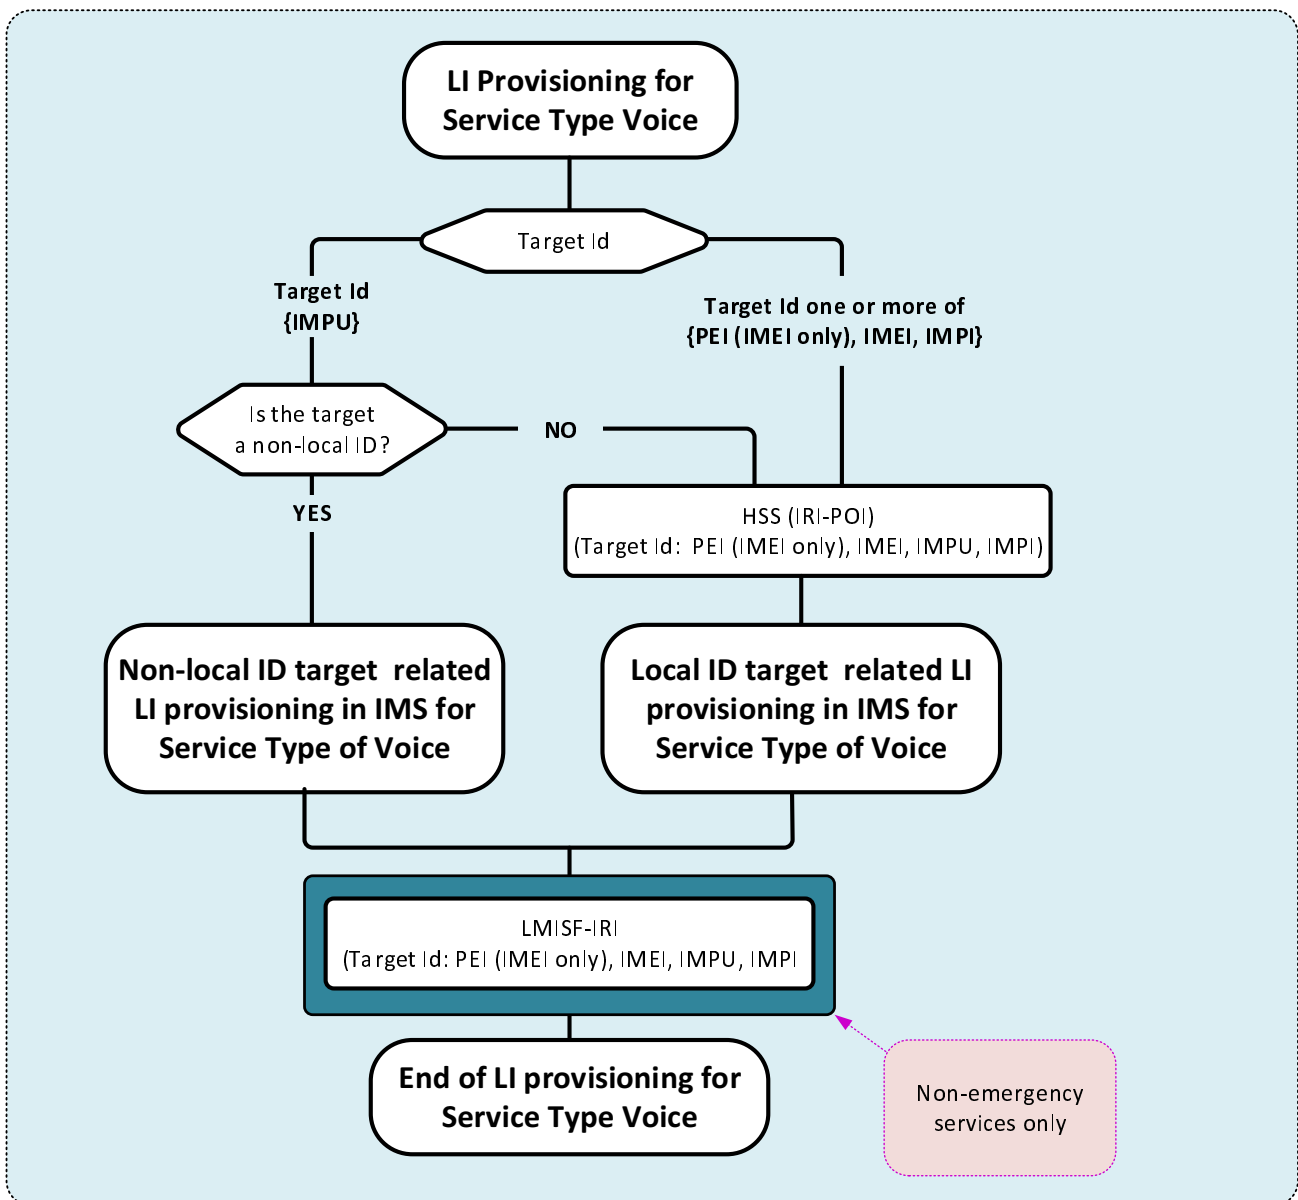 LI Provisioning for
Service Type Voice
Target Id
Target Id
{IMPU}
Target Id one or more of
{PEI (IMEI only), IMEI, IMPI}
Is the target
a non-local ID?
NO
YES
HSS (IRI-POI)
(Target Id: PEI (IMEI only), IMEI, IMPU, IMPI)
Non-local ID target related
LI provisioning in IMS for
Service Type of Voice
Local ID target related LI
provisioning in IMS for
Service Type of Voice
LMISF-IRI
(Target Id: PEI (IMEI only), IMEI, IMPU, IMPI
End of LI provisioning for
Service Type Voice
Non-emergency
services only